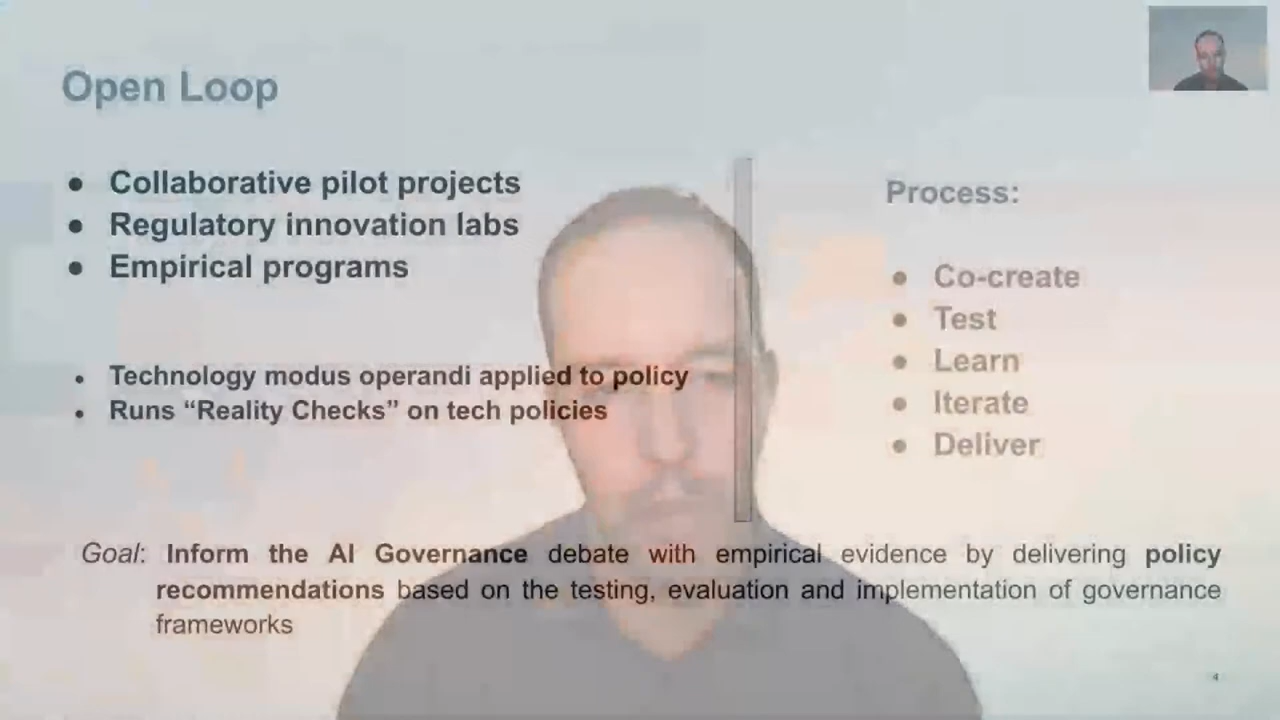 Open Loop
● Collaborative pilot projects
● Regulatory innovation labs
● Empirical programs
• Technology modus operandi applied to policy
• Runs “Reality Checks” on tech policies
Process:
● Co-create
● Test
● Learn
● Iterate
● Deliver
Goal: Inform the AI Governance debate with empirical evidence by delivering policy
recommendations based on the testing, evaluation and implementation of governance
frameworks
4